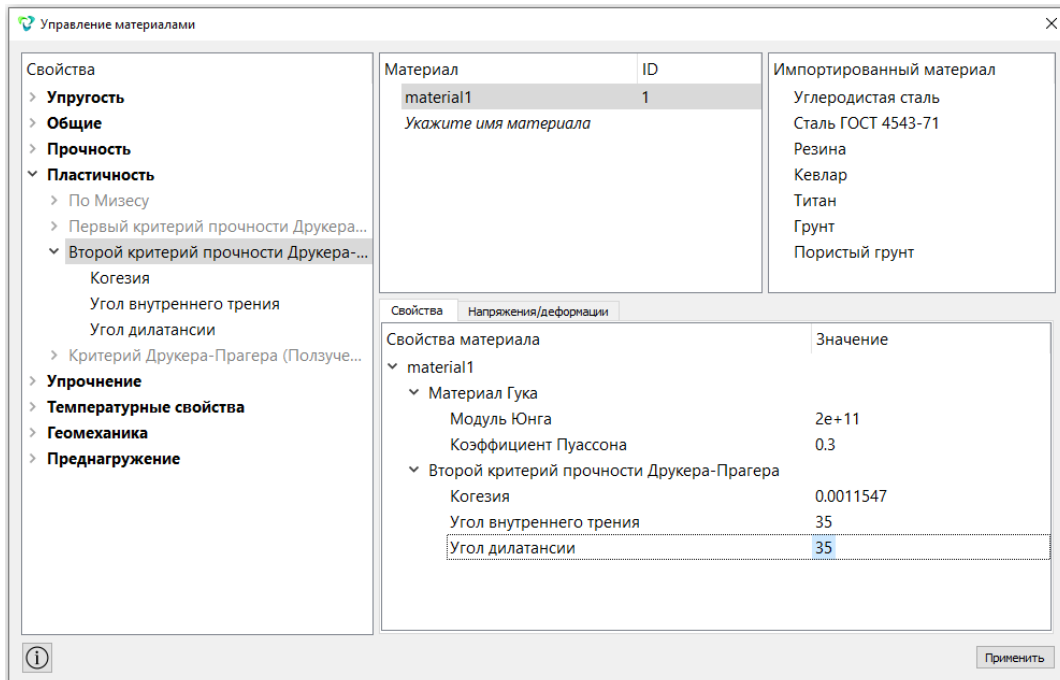 Управление материалами
Свойства
Упругость
Общие
Прочность
Пластичность
По Мизесу
Первый критерий прочности Друкера...
Второй критерий прочности Друкера-...
Когезия
Угол внутреннего трения
Угол дилатансии
Критерий Друкера-Прагера (Ползуче...
Упрочнение
Температурные свойства
Геомеханика
Преднагружение
Материал ID
material1 1
Укажите имя материала
Импортированный материал
Углеродистая сталь
Сталь ГОСТ 4543-71
Резина
Кевлар
Титан
Грунт
Пористый грунт
Свойства Напряжения/деформации
Свойства материала Значение
material1
Материал Гука
Модуль Юнга 2e+11
Коэффициент Пуассона 0.3
Второй критерий прочности Друкера-Прагера
Когезия 0.0011547
Угол внутреннего трения 35
Угол дилатансии 35
Применить